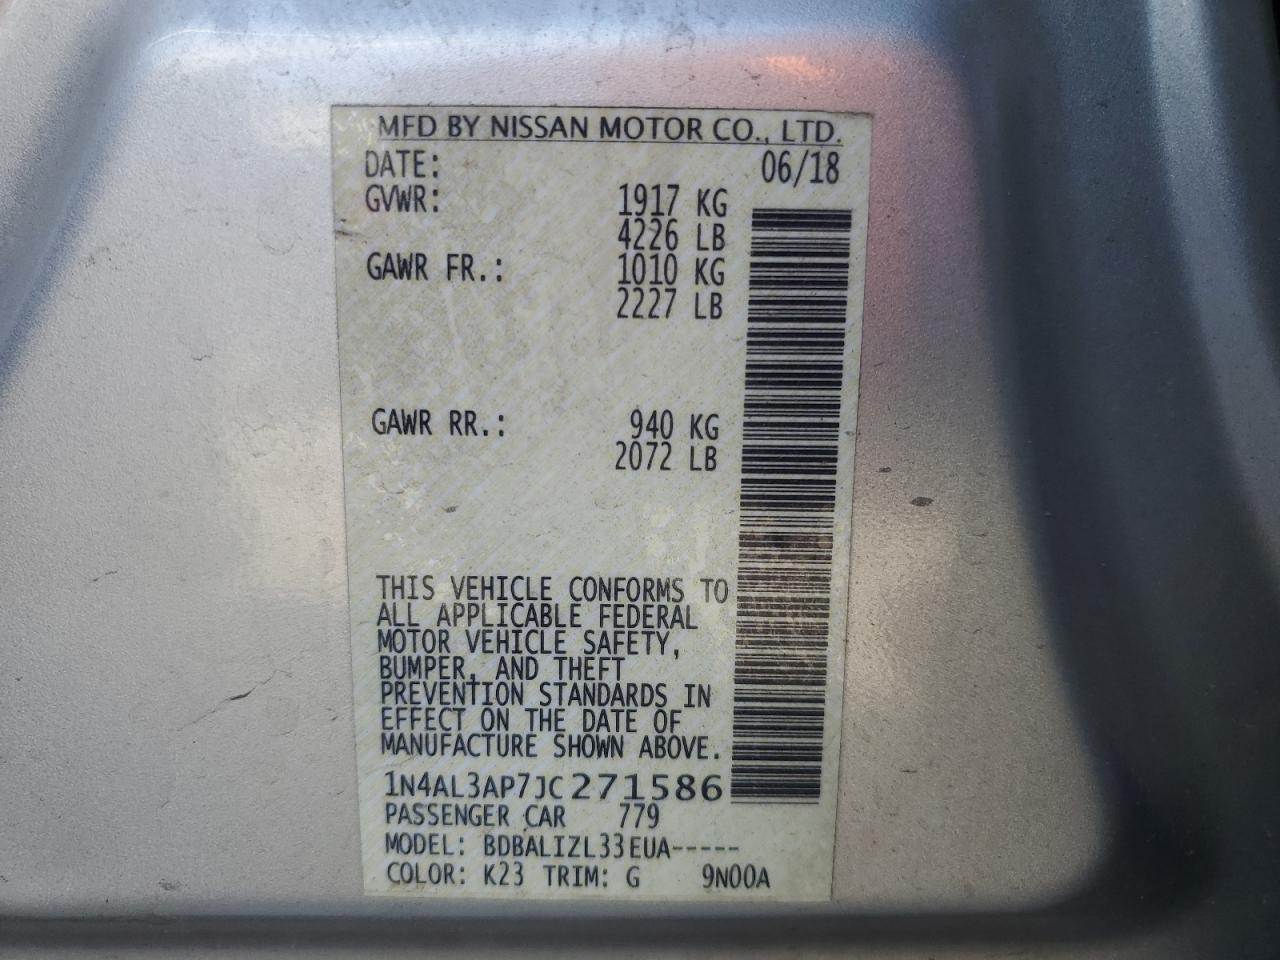 MFD BY NISSAN MOTOR CO., LTD.
DATE: 06/18
GVWR: 1917 KG
4226 LB
GAWR FR.: 1010 KG
2227 LB
GAWR RR.: 940 KG
2072 LB
THIS VEHICLE CONFORMS TO
ALL APPLICABLE FEDERAL
MOTOR VEHICLE SAFETY,
BUMPER, AND THEFT
PREVENTION STANDARDS IN
EFFECT ON THE DATE OF
MANUFACTURE SHOWN ABOVE.
1N4AL3AP7JC271586
PASSENGER CAR 779
MODEL: BDBALIZL33EUA-----
COLOR: K23 TRIM: G 9N00A